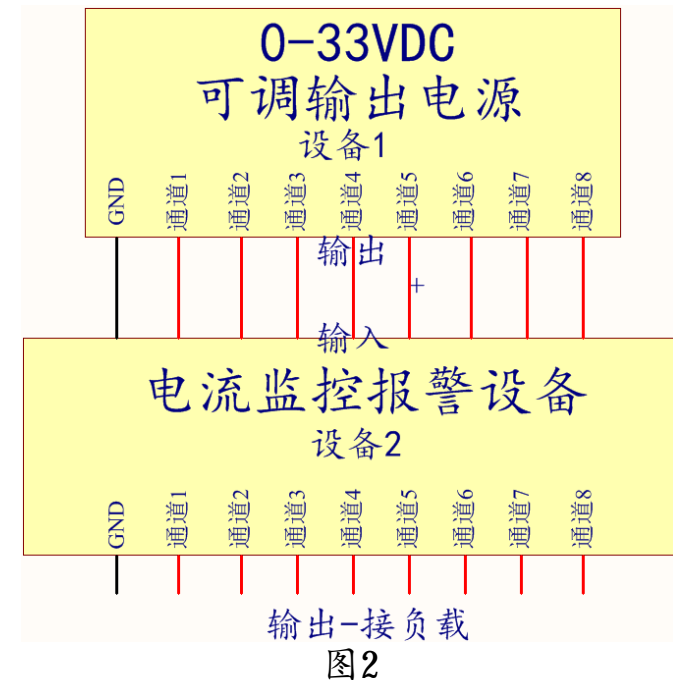 0-33VDC
可调输出电源
设备1
GND 通道1 通道2 通道3 通道4 通道5 通道6 通道7 通道8
输出
+
输入
电流监控报警设备
设备2
GND 通道1 通道2 通道3 通道4 通道5 通道6 通道7 通道8
输出-接负载
图2